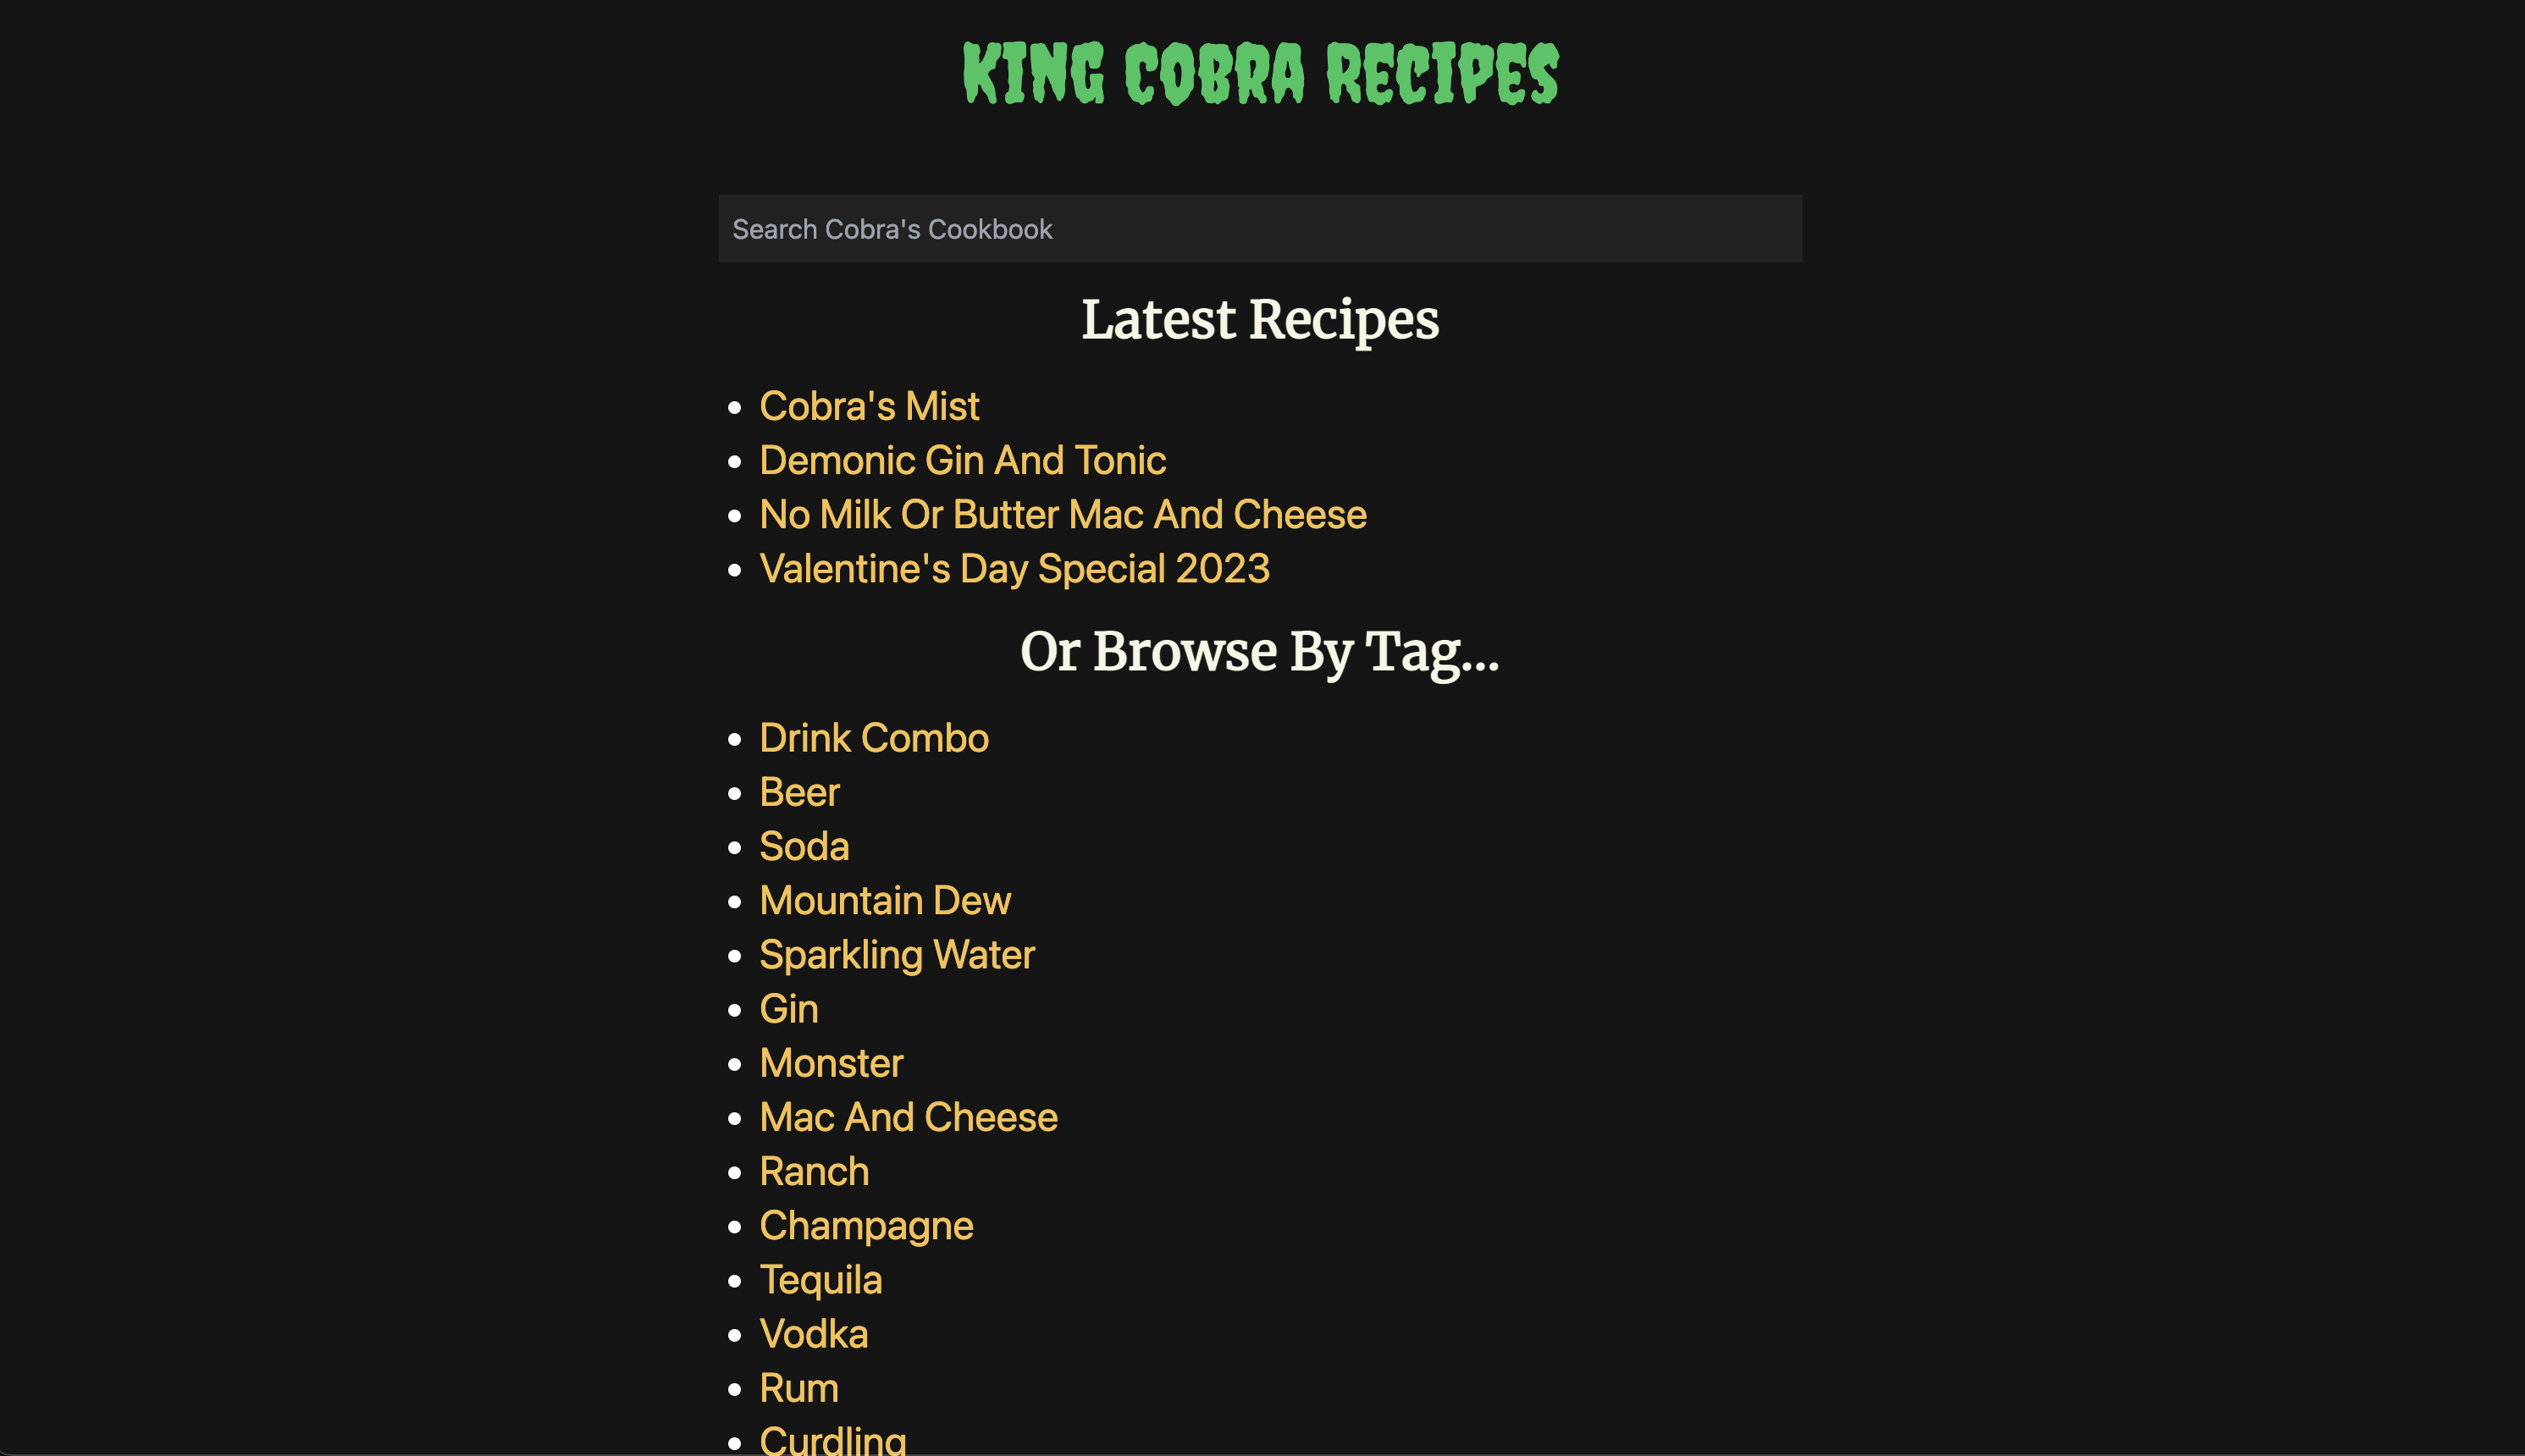 KING COBRA RECIPES
Search Cobra's Cookbook
Latest Recipes
Cobra's Mist
Demonic Gin And Tonic
No Milk Or Butter Mac And Cheese
Valentine's Day Special 2023
Or Browse By Tag...
Drink Combo
Beer
Soda
Mountain Dew
Sparkling Water
Gin
Monster
Mac And Cheese
Ranch
Champagne
Tequila
Vodka
Rum
Curdling